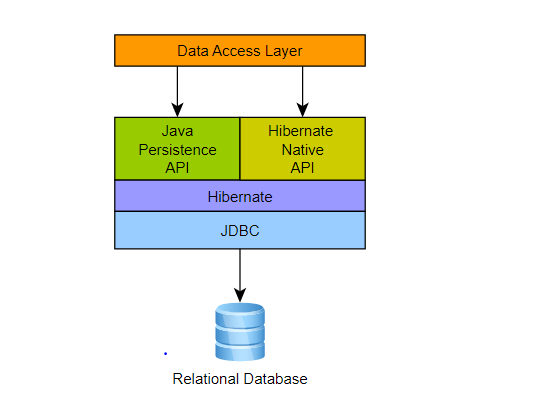 Data Access Layer
Java
Persistence
API
Hibernate
Native
API
Hibernate
JDBC
Relational Database